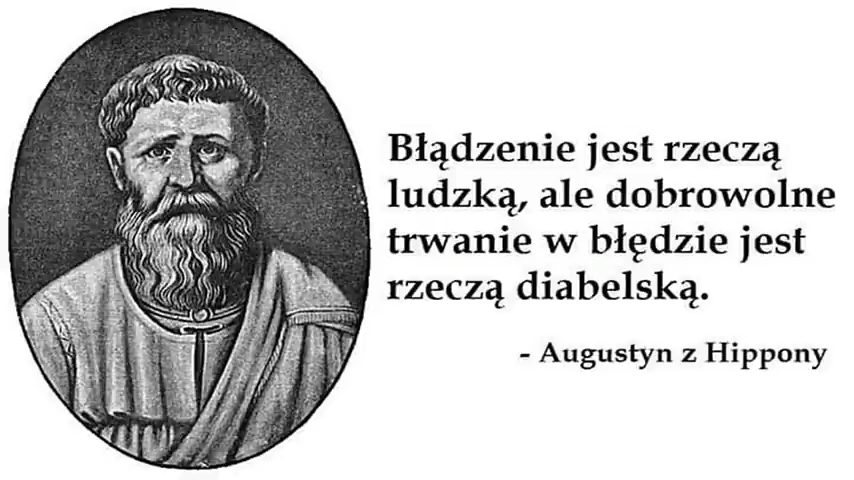 Błądzenie jest rzeczą
ludzką, ale dobrowolne
trwanie w błędzie jest
rzeczą diabelską.
- Augustyn z Hippony